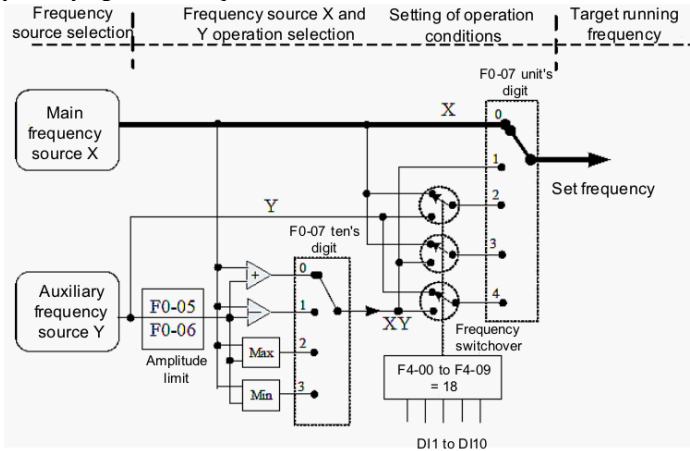 Frequency
source selection
Frequency source X and
Y operation selection
Setting of operation
conditions
Target running
frequency
F0-07 unit's
digit
Main
frequency
source X
X
0
1
2
3
4
Set frequency
Y
F0-07 ten's
digit
Auxiliary
frequency
source Y
F0-05
F0-06
Amplitude
limit
+
−
Max
Min
0
1
2
3
XY
Frequency
switchover
F4-00 to F4-09
= 18
DI1 to DI10